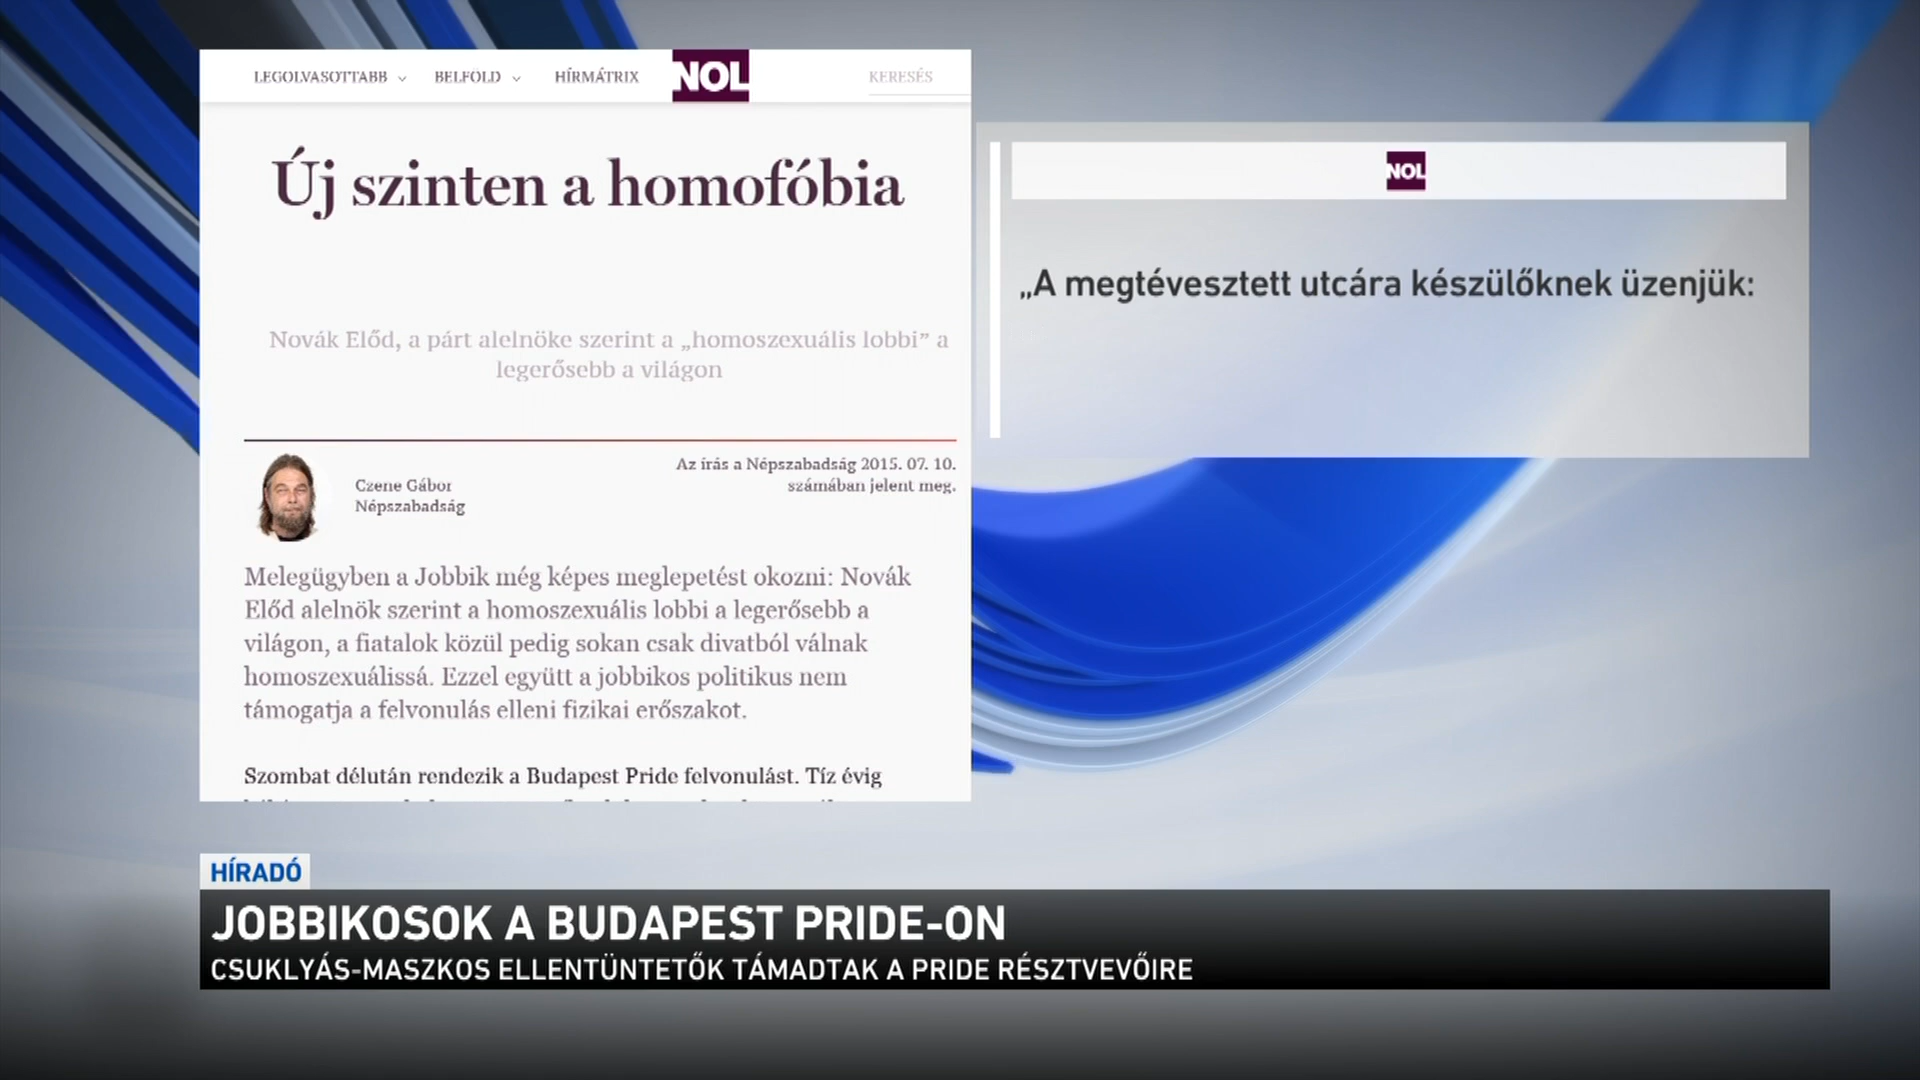 LEGOLVASOTTABB BELFÖLD HÍRMÁTRIX NOL KERESÉS
Új szinten a homofóbia
Novák Előd, a párt alelnöke szerint a „homoszexuális lobbi” a
legerősebb a világon
Az írás a Népszabadság 2015. 07. 10.
számában jelent meg.
Czene Gábor
Népszabadság
Melegügyben a Jobbik még képes meglepetést okozni: Novák
Előd alelnök szerint a homoszexuális lobbi a legerősebb a
világon, a fiatalok közül pedig sokan csak divatból válnak
homoszexuálissá. Ezzel együtt a jobbikos politikus nem
támogatja a felvonulás elleni fizikai erőszakot.
Szombat délután rendezik a Budapest Pride felvonulást. Tíz évig
NOL
„A megtévesztett utcára készülőknek üzenjük:
HÍRADÓ
JOBBIKOSOK A BUDAPEST PRIDE-ON
CSUKLYÁS-MASZKOS ELLENTÜNTETŐK TÁMADTAK A PRIDE RÉSZTVEVŐIRE